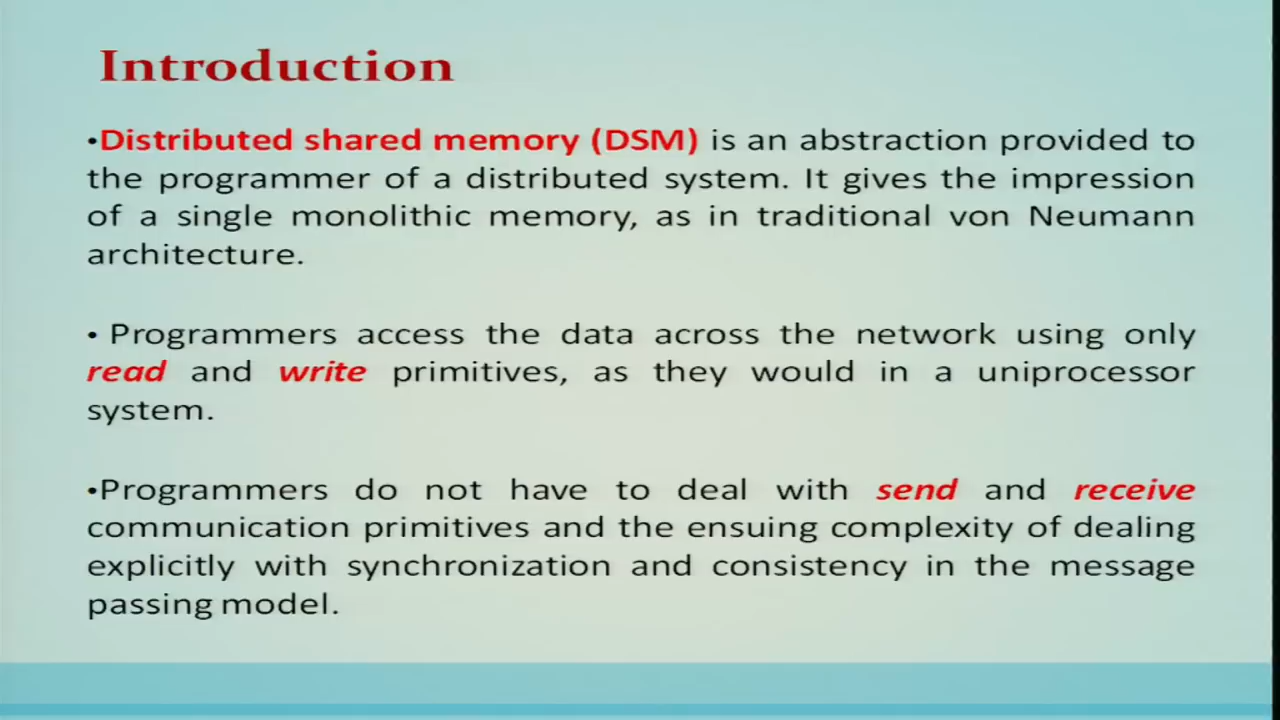 Introduction
•Distributed shared memory (DSM) is an abstraction provided to
the programmer of a distributed system. It gives the impression
of a single monolithic memory, as in traditional von Neumann
architecture.
• Programmers access the data across the network using only
read and write primitives, as they would in a uniprocessor
system.
•Programmers do not have to deal with send and receive
communication primitives and the ensuing complexity of dealing
explicitly with synchronization and consistency in the message
passing model.